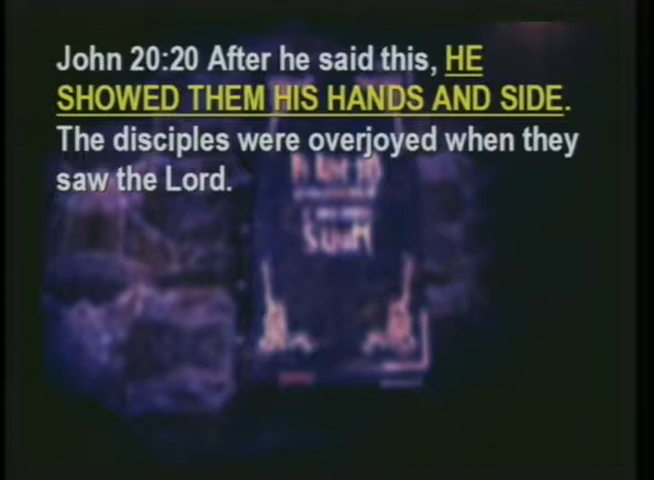 John 20:20 After he said this, HE
SHOWED THEM HIS HANDS AND SIDE.
The disciples were overjoyed when they
saw the Lord.